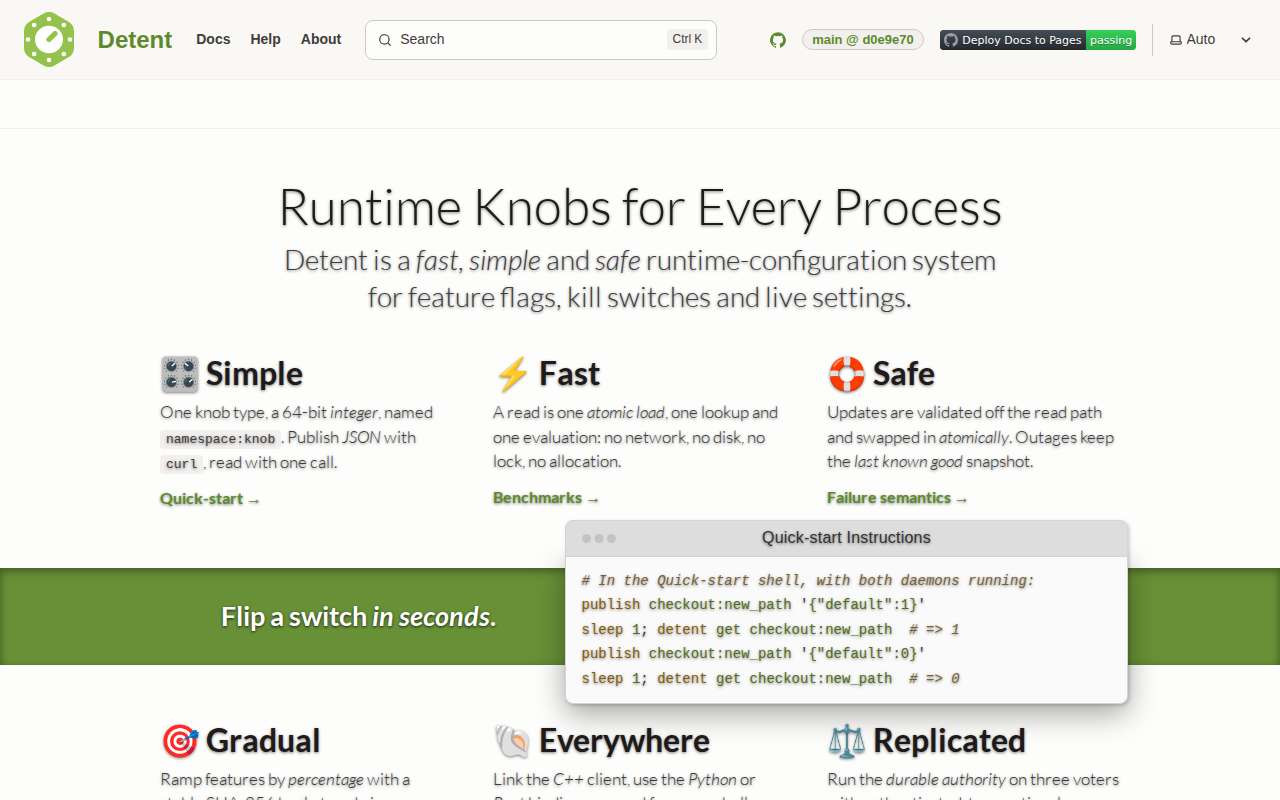 Detent Docs Help About Search Ctrl K main @ d0e9e70 Deploy Docs to Pages passing Auto
Runtime Knobs for Every Process
Detent is a fast, simple and safe runtime-configuration system
for feature flags, kill switches and live settings.
Simple
One knob type, a 64-bit integer, named
namespace:knob . Publish JSON with
curl , read with one call.
Quick-start →
Fast
A read is one atomic load, one lookup and
one evaluation: no network, no disk, no
lock, no allocation.
Benchmarks →
Safe
Updates are validated off the read path
and swapped in atomically. Outages keep
the last known good snapshot.
Failure semantics →
Flip a switch in seconds.
Quick-start Instructions
# In the Quick-start shell, with both daemons running:
publish checkout:new_path '{"default":1}'
sleep 1; detent get checkout:new_path  # => 1
publish checkout:new_path '{"default":0}'
sleep 1; detent get checkout:new_path  # => 0
Gradual
Ramp features by percentage with a
Everywhere
Link the C++ client, use the Python or
Replicated
Run the durable authority on three voters